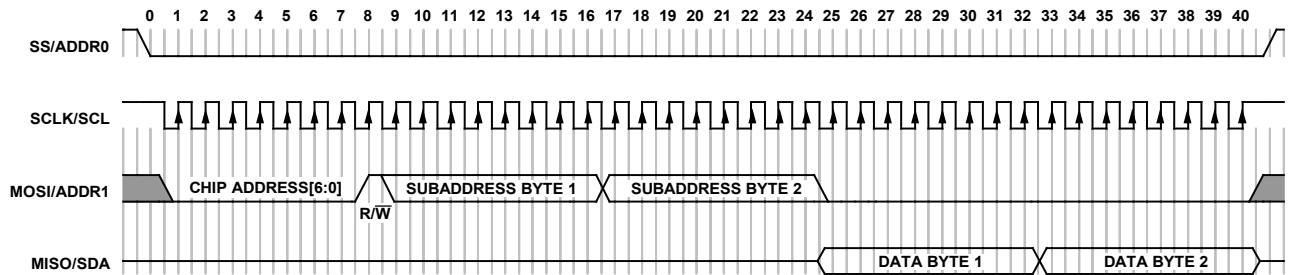 0 1 2 3 4 5 6 7 8 9 10 11 12 13 14 15 16 17 18 19 20 21 22 23 24 25 26 27 28 29 30 31 32 33 34 35 36 37 38 39 40
SS/ADDR0
SCLK/SCL
MOSI/ADDR1 CHIP ADDRESS[6:0] SUBADDRESS BYTE 1 SUBADDRESS BYTE 2
R/W̅
MISO/SDA DATA BYTE 1 DATA BYTE 2